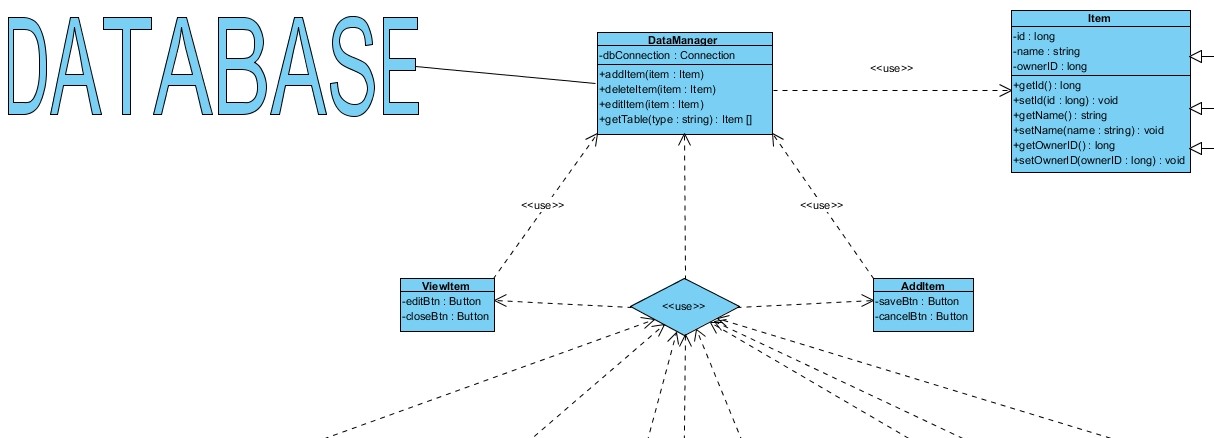 DATABASE
DataManager
-dbConnection : Connection
+addItem(item : Item)
+deleteItem(item : Item)
+editItem(item : Item)
+getTable(type : string) : Item []
<<use>>
Item
-id : long
-name : string
-ownerID : long
+getId() : long
+setId(id : long) : void
+getName() : string
+setName(name : string) : void
+getOwnerID() : long
+setOwnerID(ownerID : long) : void
<<use>>
<<use>>
ViewItem
-editBtn : Button
-closeBtn : Button
<<use>>
AddItem
-saveBtn : Button
-cancelBtn : Button